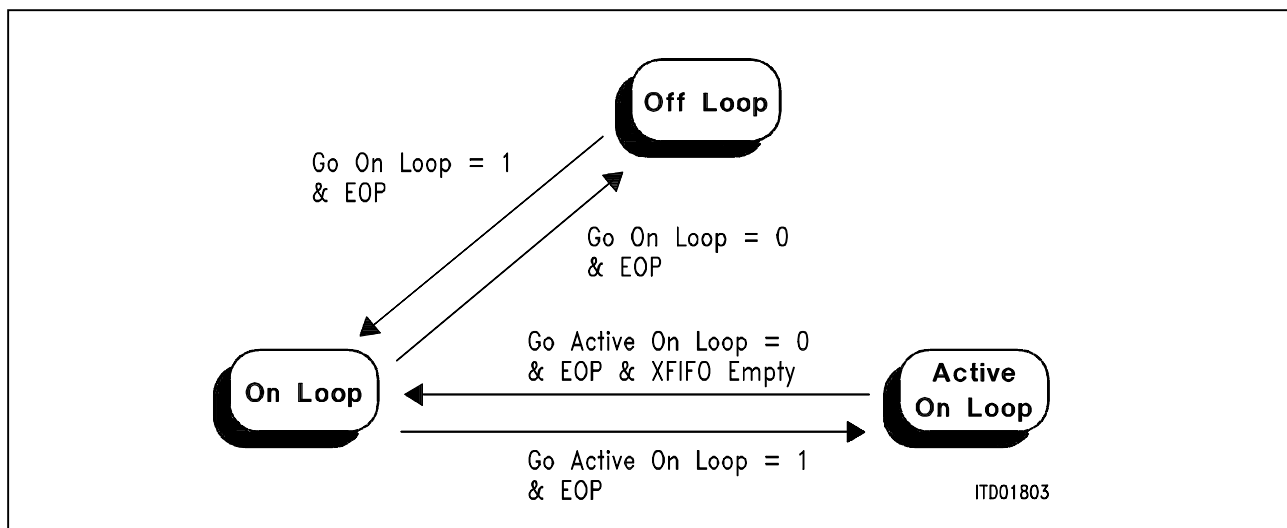 Off Loop
Go On Loop = 1
& EOP
Go On Loop = 0
& EOP
Go Active On Loop = 0
& EOP & XFIFO Empty
On Loop
Active
On Loop
Go Active On Loop = 1
& EOP
ITD01803